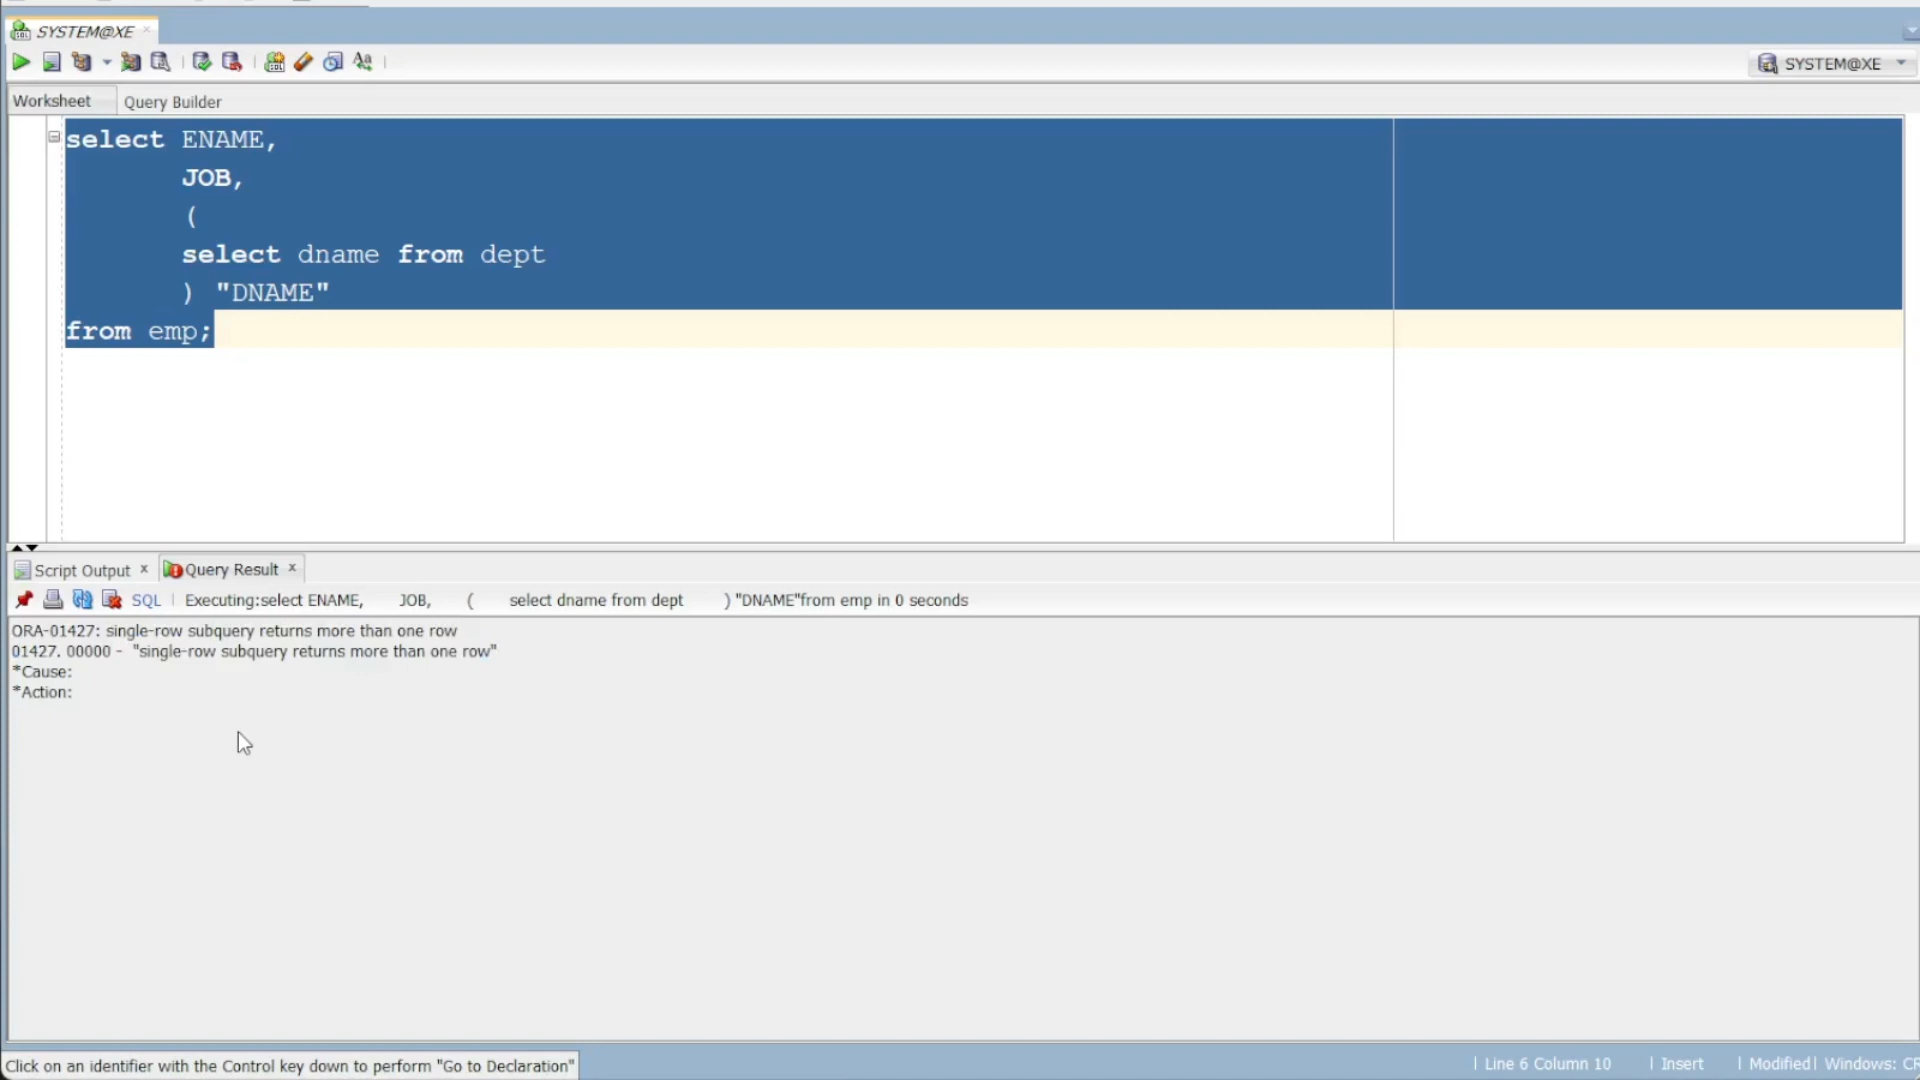 SYSTEM@XE
SYSTEM@XE
Worksheet Query Builder
select ENAME,
JOB,
(
select dname from dept
) "DNAME"
from emp;
Script Output x Query Result x
SQL | Executing:select ENAME, JOB, ( select dname from dept ) "DNAME"from emp in 0 seconds
ORA-01427: single-row subquery returns more than one row
01427. 00000 - "single-row subquery returns more than one row"
*Cause:
*Action:
Click on an identifier with the Control key down to perform "Go to Declaration" | Line 6 Column 10 | Insert | Modified | Windows: CR